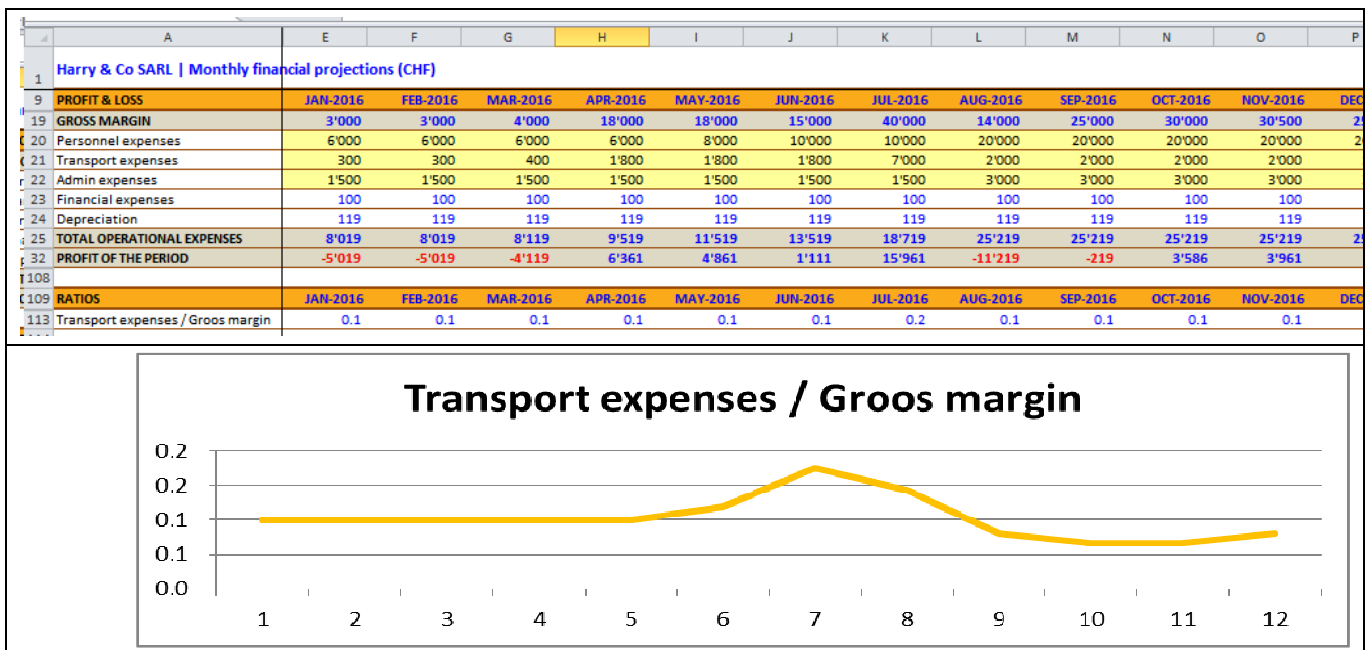 A E F G H I J K L M N O P
1 Harry & Co SARL | Monthly financial projections (CHF)
9 PROFIT & LOSS JAN-2016 FEB-2016 MAR-2016 APR-2016 MAY-2016 JUN-2016 JUL-2016 AUG-2016 SEP-2016 OCT-2016 NOV-2016 DEC
19 GROSS MARGIN 3'000 3'000 4'000 18'000 18'000 15'000 40'000 14'000 25'000 30'000 30'500 25
20 Personnel expenses 6'000 6'000 6'000 6'000 8'000 10'000 10'000 20'000 20'000 20'000 20'000 20
21 Transport expenses 300 300 400 1'800 1'800 1'800 7'000 2'000 2'000 2'000 2'000
22 Admin expenses 1'500 1'500 1'500 1'500 1'500 1'500 1'500 3'000 3'000 3'000 3'000
23 Financial expenses 100 100 100 100 100 100 100 100 100 100 100
24 Depreciation 119 119 119 119 119 119 119 119 119 119 119
25 TOTAL OPERATIONAL EXPENSES 8'019 8'019 8'119 9'519 11'519 13'519 18'719 25'219 25'219 25'219 25'219 25
32 PROFIT OF THE PERIOD -5'019 -5'019 -4'119 6'361 4'861 1'111 15'961 -11'219 -219 3'586 3'961
108
109 RATIOS JAN-2016 FEB-2016 MAR-2016 APR-2016 MAY-2016 JUN-2016 JUL-2016 AUG-2016 SEP-2016 OCT-2016 NOV-2016 DEC
113 Transport expenses / Groos margin 0.1 0.1 0.1 0.1 0.1 0.1 0.2 0.1 0.1 0.1 0.1
Transport expenses / Groos margin
0.2
0.2
0.1
0.1
0.0
1 2 3 4 5 6 7 8 9 10 11 12